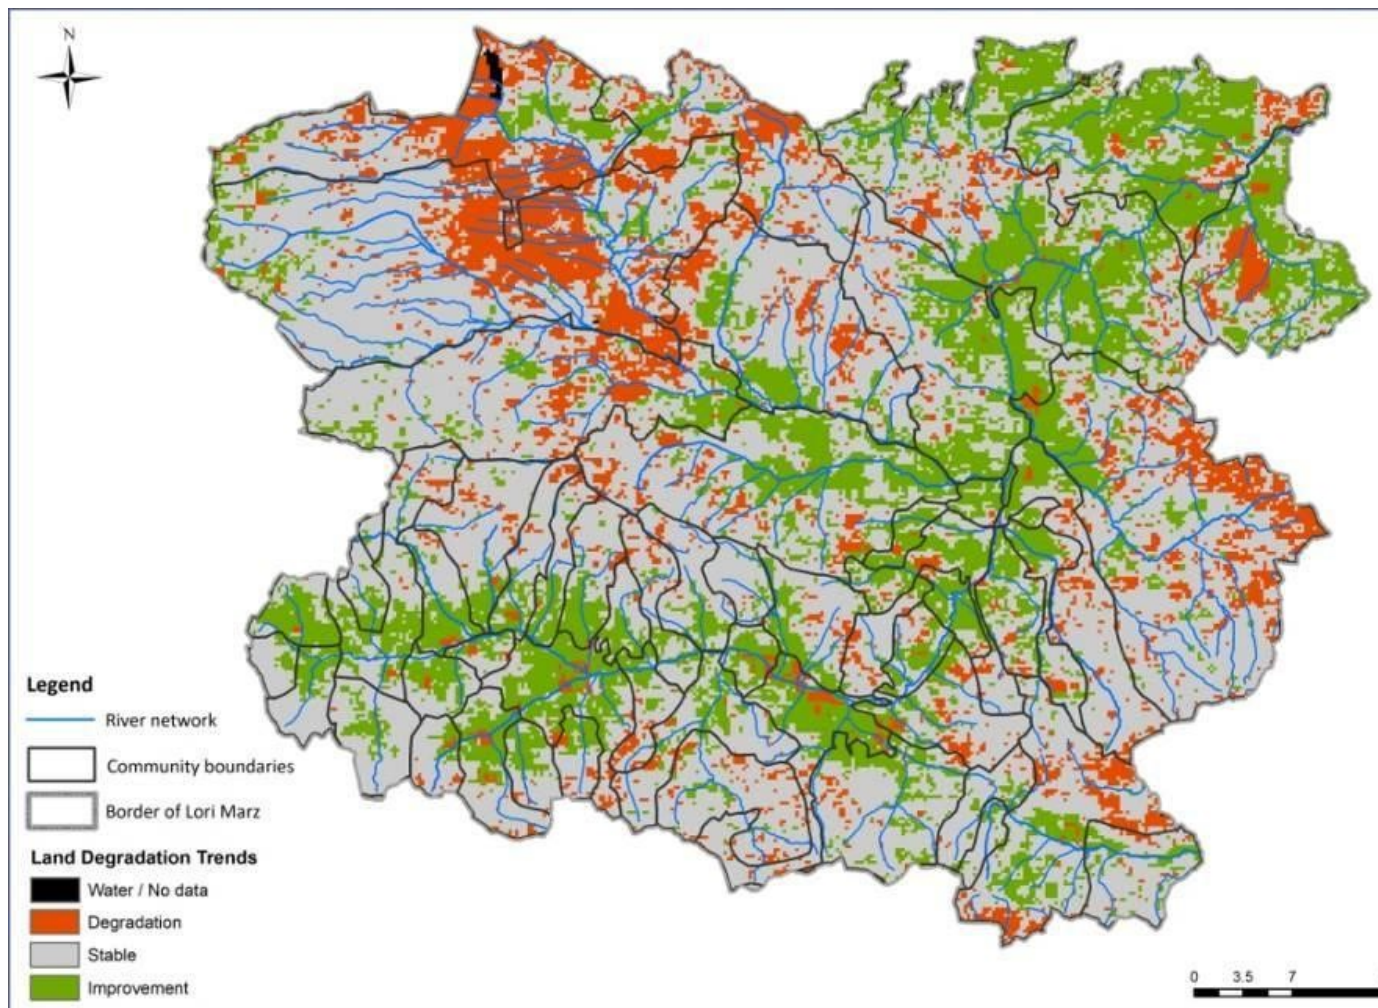 N
Legend
River network
Community boundaries
Border of Lori Marz
Land Degradation Trends
Water / No data
Degradation
Stable
Improvement
0 3.5 7